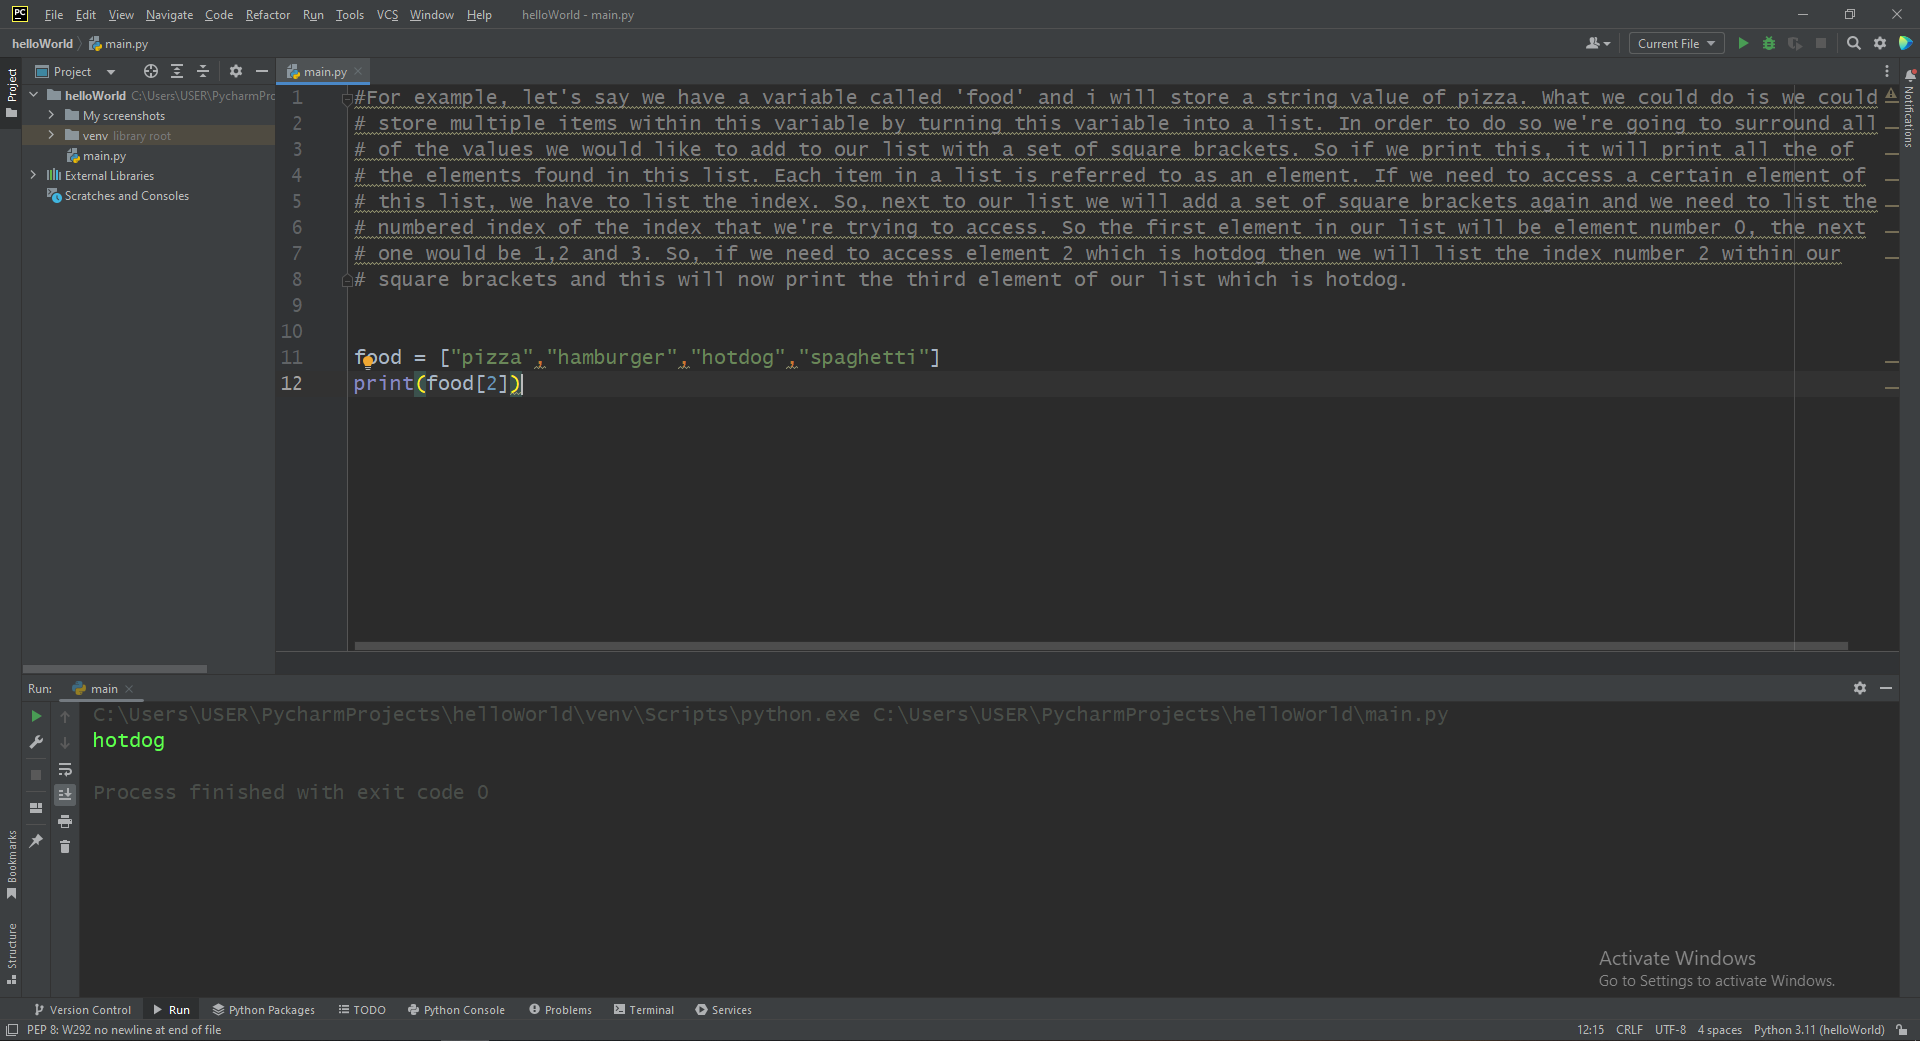 PC File Edit View Navigate Code Refactor Run Tools VCS Window Help helloWorld - main.py
helloWorld main.py Current File
Project
Project
main.py
helloWorld C:\Users\USER\PycharmPro
My screenshots
venv library root
main.py
External Libraries
Scratches and Consoles
1 #For example, let's say we have a variable called 'food' and i will store a string value of pizza. What we could do is we could
2 # store multiple items within this variable by turning this variable into a list. In order to do so we're going to surround all
3 # of the values we would like to add to our list with a set of square brackets. So if we print this, it will print all the of
4 # the elements found in this list. Each item in a list is referred to as an element. If we need to access a certain element of
5 # this list, we have to list the index. So, next to our list we will add a set of square brackets again and we need to list the
6 # numbered index of the index that we're trying to access. So the first element in our list will be element number 0, the next
7 # one would be 1,2 and 3. So, if we need to access element 2 which is hotdog then we will list the index number 2 within our
8 # square brackets and this will now print the third element of our list which is hotdog.
9
10
11 food = ["pizza","hamburger","hotdog","spaghetti"]
12 print(food[2])
Notifications
Run: main
C:\Users\USER\PycharmProjects\helloWorld\venv\Scripts\python.exe C:\Users\USER\PycharmProjects\helloWorld\main.py
hotdog
Process finished with exit code 0
Bookmarks
Structure
Activate Windows
Go to Settings to activate Windows.
Version Control Run Python Packages TODO Python Console Problems Terminal Services
PEP 8: W292 no newline at end of file 12:15 CRLF UTF-8 4 spaces Python 3.11 (helloWorld)